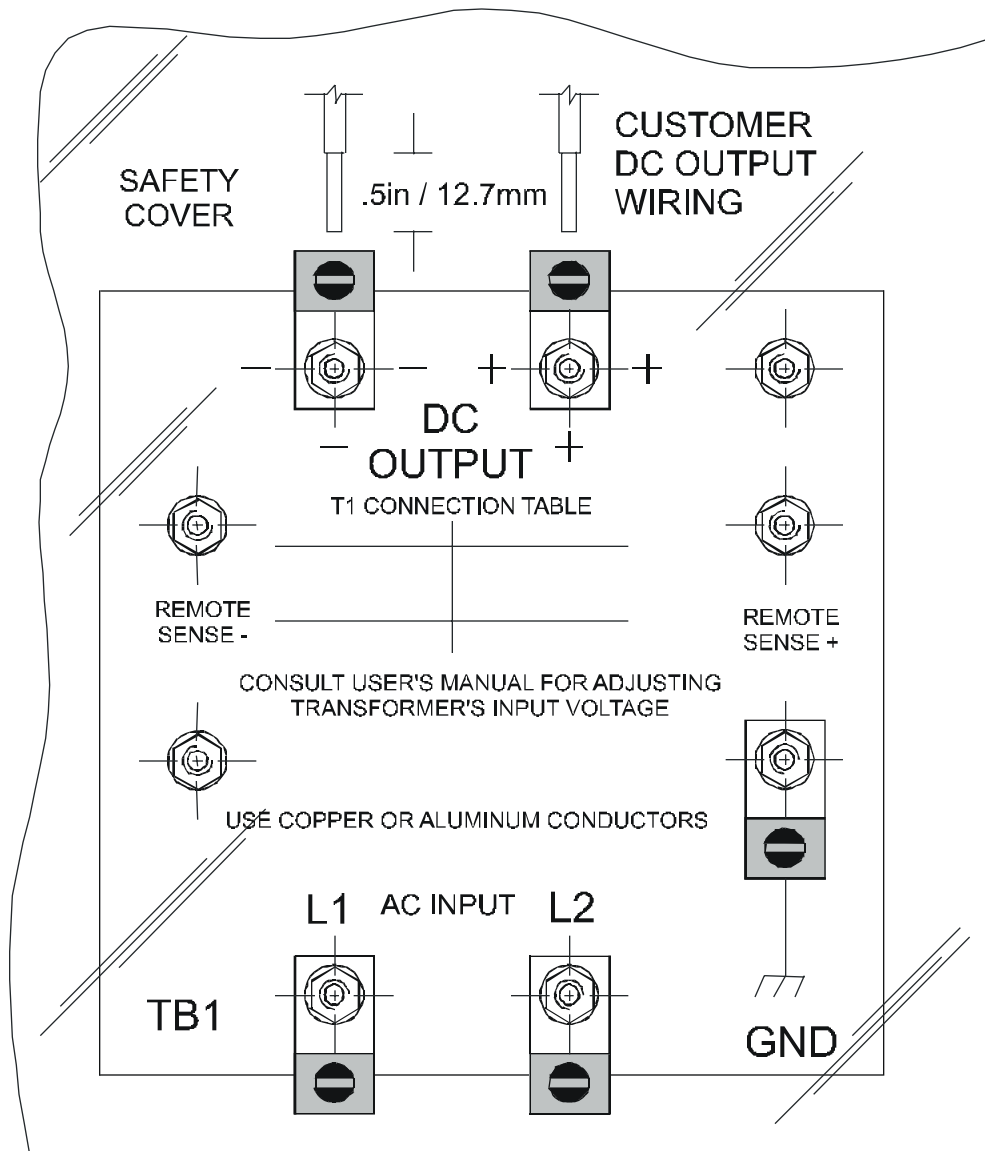 CUSTOMER
DC OUTPUT
WIRING
SAFETY
COVER
.5in / 12.7mm
− − + +
− +
DC
OUTPUT
T1 CONNECTION TABLE
REMOTE
SENSE -
REMOTE
SENSE +
CONSULT USER'S MANUAL FOR ADJUSTING
TRANSFORMER'S INPUT VOLTAGE
USE COPPER OR ALUMINUM CONDUCTORS
L1 AC INPUT L2
TB1
GND